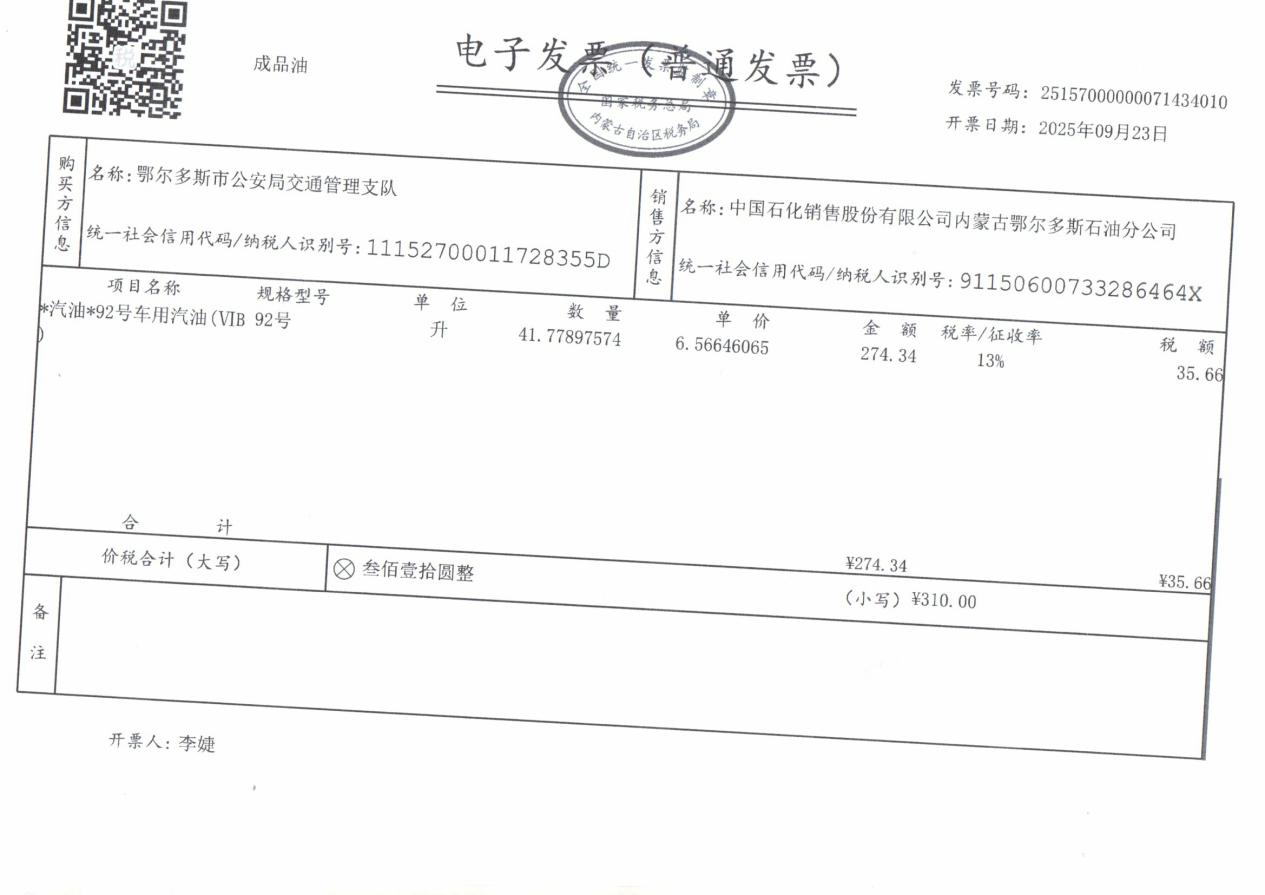 税
成品油
电子发票（普通发票）
全国统一发票监制章
国家税务总局
内蒙古自治区税务局
发票号码：25157000000071434010
开票日期：2025年09月23日
购买方信息
名称：鄂尔多斯市公安局交通管理支队
统一社会信用代码/纳税人识别号：11152700011728355D
销售方信息
名称：中国石化销售股份有限公司内蒙古鄂尔多斯石油分公司
统一社会信用代码/纳税人识别号：91150600733286464X
项目名称 规格型号 单位 数量 单价 金额 税率/征收率 税额
*汽油*92号车用汽油(VIB 92号 升 41.77897574 6.56646065 274.34 13% 35.66
)
合计 ¥274.34 ¥35.66
价税合计（大写） ⊗ 叁佰壹拾圆整 （小写）¥310.00
备注
开票人：李婕